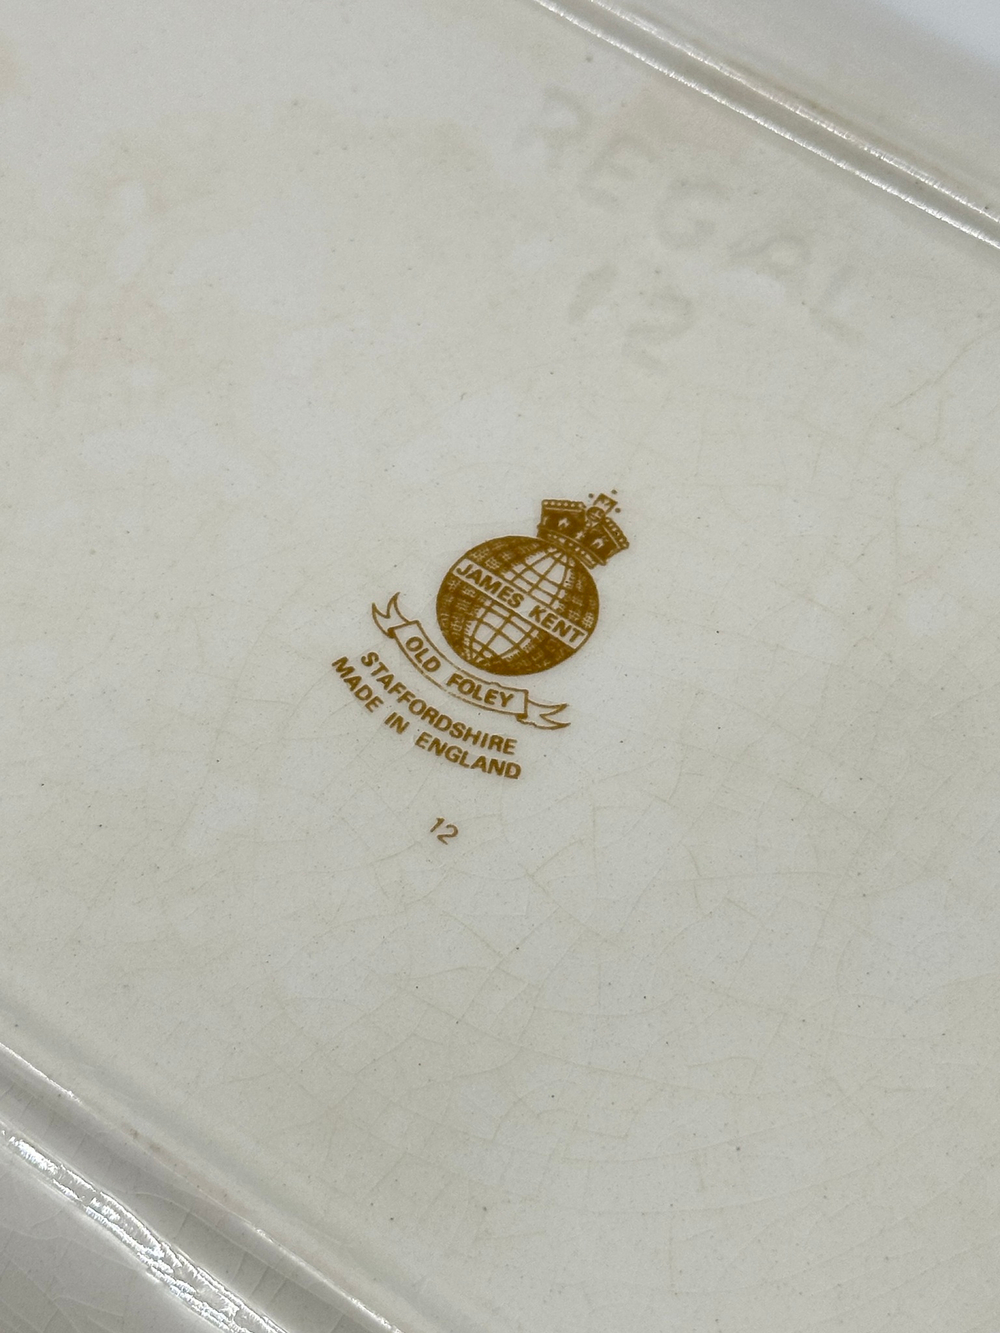 REGAL
12
JAMES KENT
OLD FOLEY
STAFFORDSHIRE
MADE IN ENGLAND
12